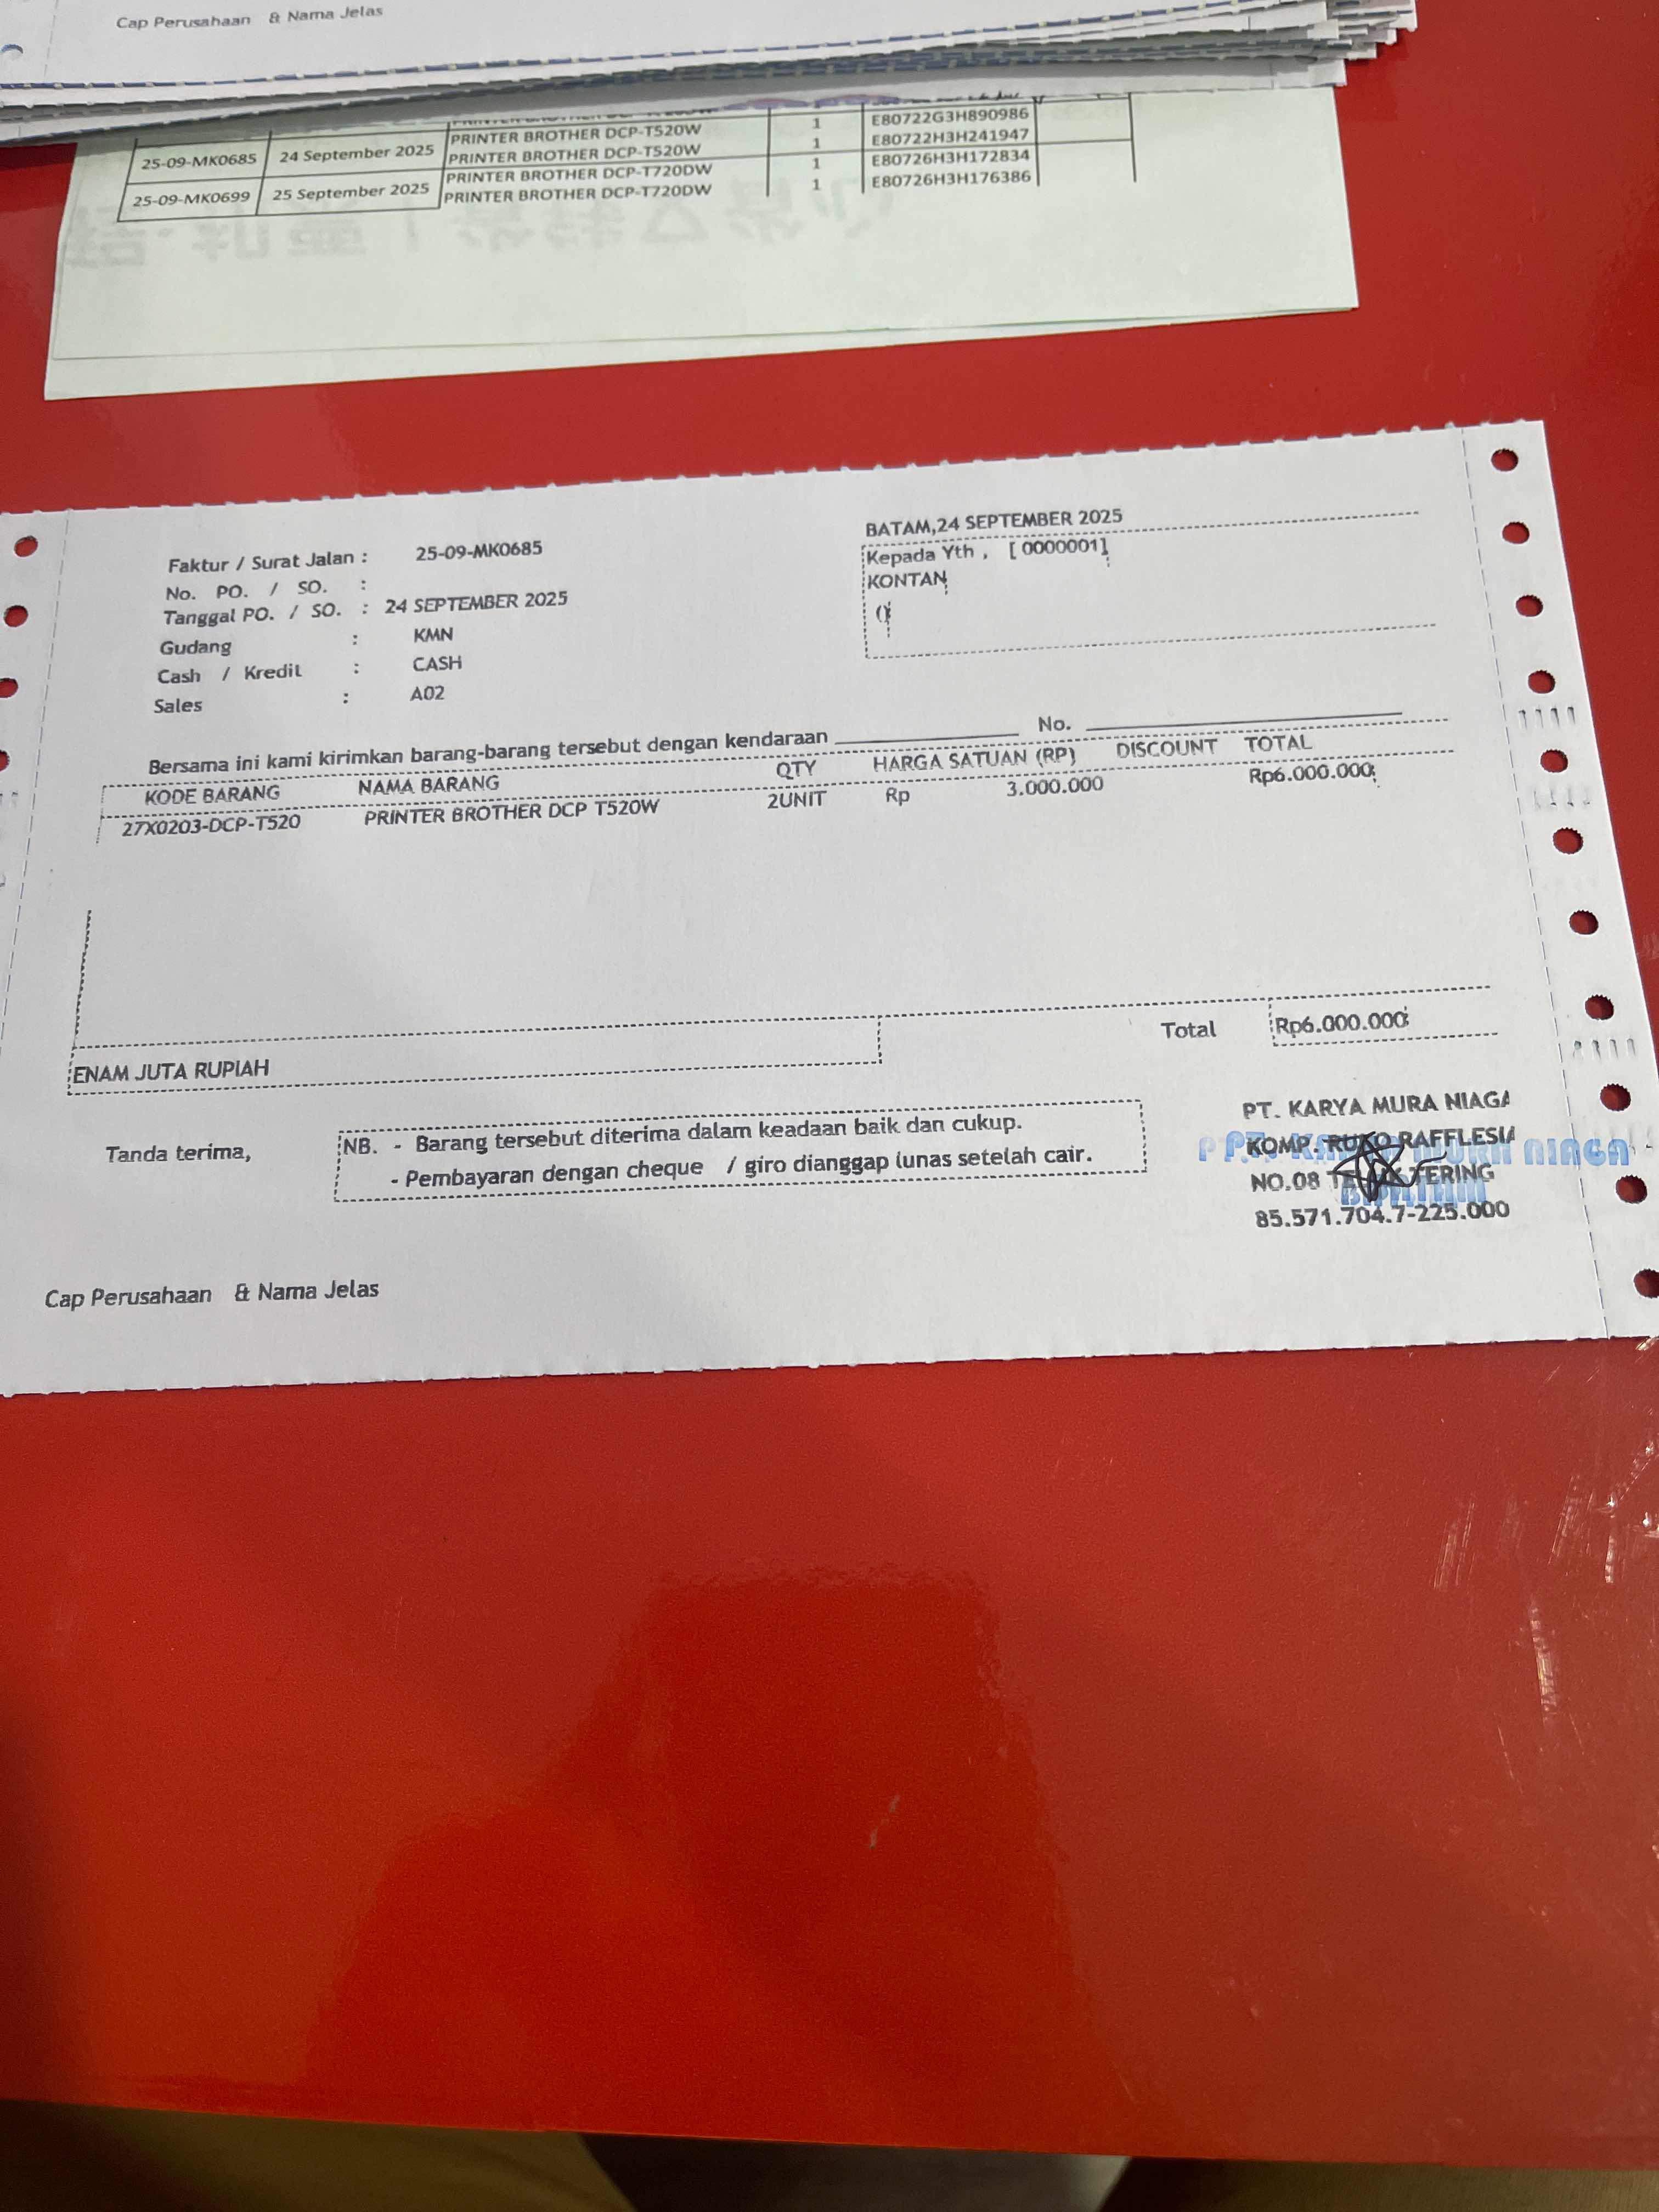 Cap Perusahaan & Nama Jelas
PRINTER BROTHER DCP-T520W 1 E80722G3H890986
25-09-MK0685 24 September 2025 PRINTER BROTHER DCP-T520W 1 E80722H3H241947
PRINTER BROTHER DCP-T720DW 1 E80726H3H172834
25-09-MK0699 25 September 2025 PRINTER BROTHER DCP-T720DW 1 E80726H3H176386
BATAM,24 SEPTEMBER 2025
Faktur / Surat Jalan : 25-09-MK0685
Kepada Yth , [ 0000001]
No. PO. / SO. :
KONTAN
Tanggal PO. / SO. : 24 SEPTEMBER 2025
()
Gudang : KMN
Cash / Kredit : CASH
Sales : A02
Bersama ini kami kirimkan barang-barang tersebut dengan kendaraan No.
KODE BARANG NAMA BARANG QTY HARGA SATUAN (RP) DISCOUNT TOTAL
27X0203-DCP-T520 PRINTER BROTHER DCP T520W 2UNIT Rp 3.000.000 Rp6.000.000
Total Rp6.000.000
ENAM JUTA RUPIAH
Tanda terima,
NB. - Barang tersebut diterima dalam keadaan baik dan cukup.
- Pembayaran dengan cheque / giro dianggap lunas setelah cair.
PT. KARYA MURA NIAGA
KOMP. RUKO RAFFLESIA
NO.08 TERING
85.571.704.7-225.000
NIAGA
Cap Perusahaan & Nama Jelas